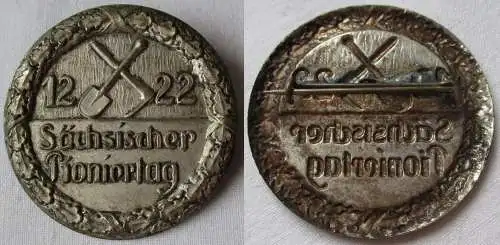 12 22
Sächsischer
Pioniertag